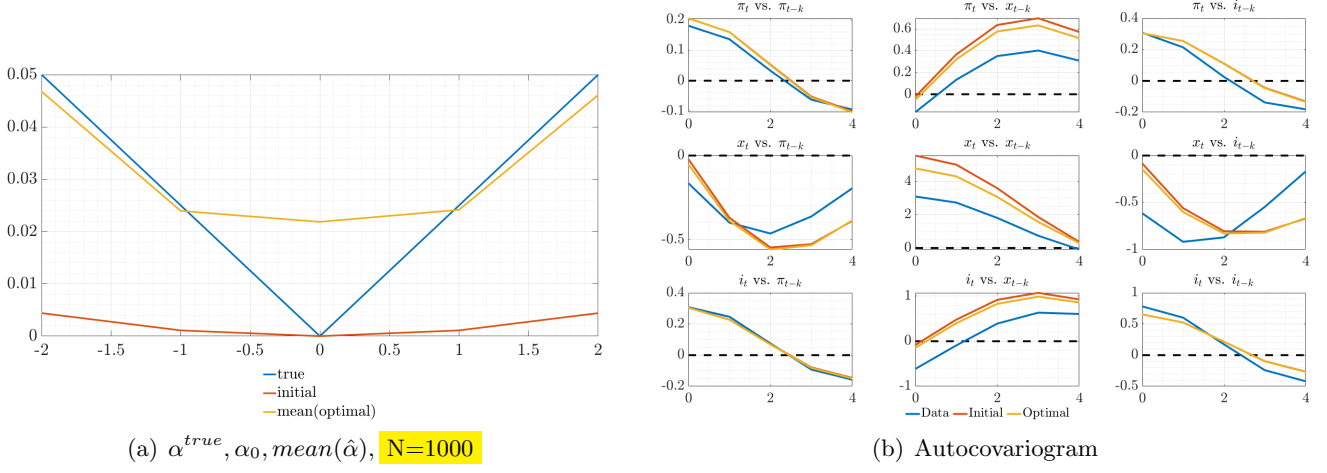 0.05
0.04
0.03
0.02
0.01
0
-2 -1.5 -1 -0.5 0 0.5 1 1.5 2
true
initial
mean(optimal)
(a) α^{true}, α_0, mean(α̂), N=1000
π_t vs. π_{t-k}
0.2
0.1
0
-0.1
0 2 4
π_t vs. x_{t-k}
0.6
0.4
0.2
0
0 2 4
π_t vs. i_{t-k}
0.4
0.2
0
-0.2
0 2 4
x_t vs. π_{t-k}
0
-0.5
0 2 4
x_t vs. x_{t-k}
4
2
0
0 2 4
x_t vs. i_{t-k}
0
-0.5
-1
0 2 4
i_t vs. π_{t-k}
0.4
0.2
0
-0.2
0 2 4
i_t vs. x_{t-k}
1
0
-1
0 2 4
i_t vs. i_{t-k}
1
0.5
0
-0.5
0 2 4
Data Initial Optimal
(b) Autocovariogram